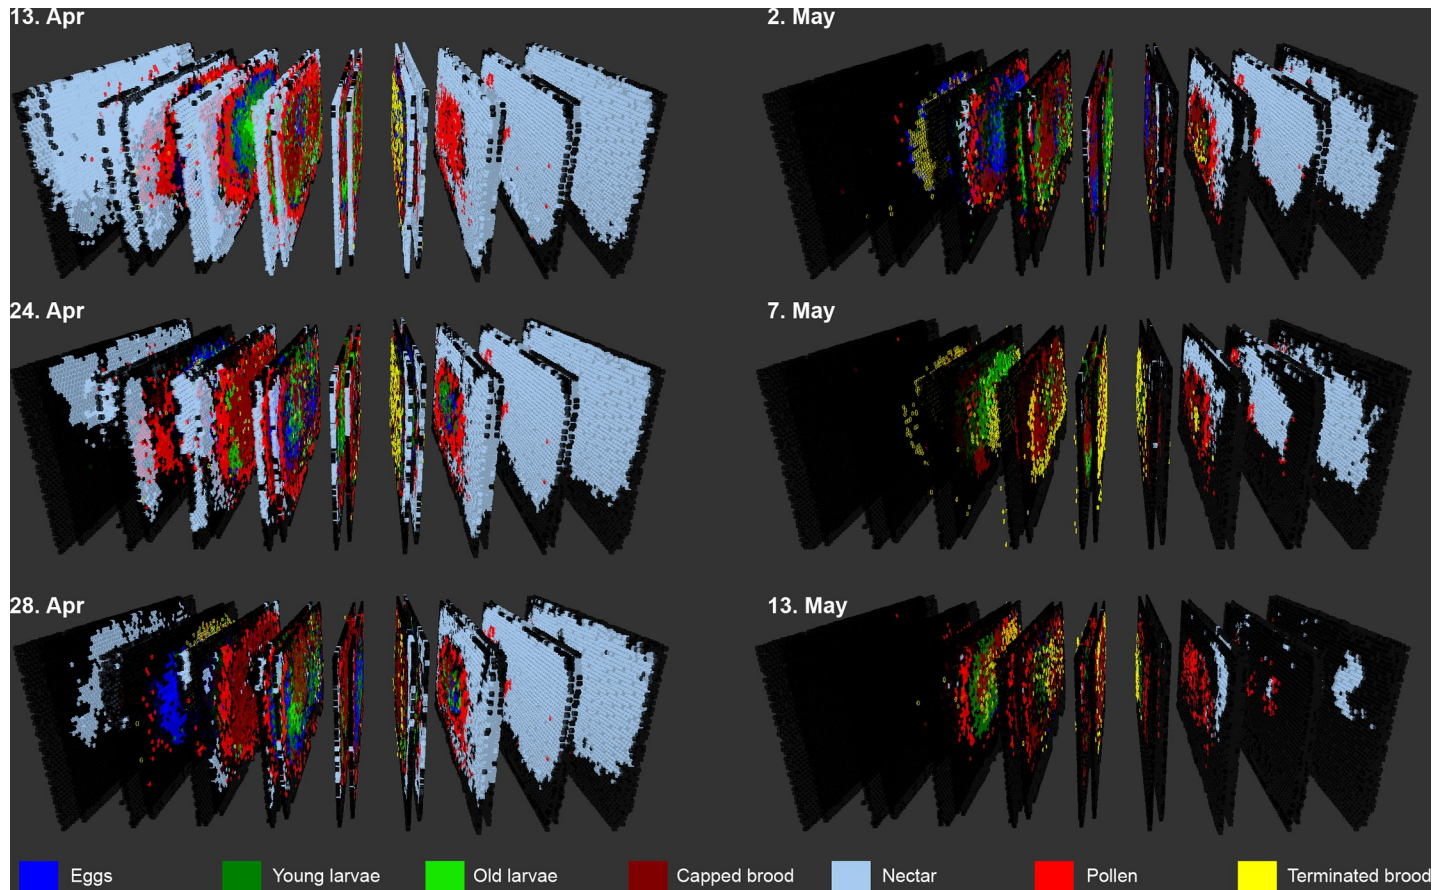 13. Apr
2. May
24. Apr
7. May
28. Apr
13. May
Eggs Young larvae Old larvae Capped brood Nectar Pollen Terminated brood